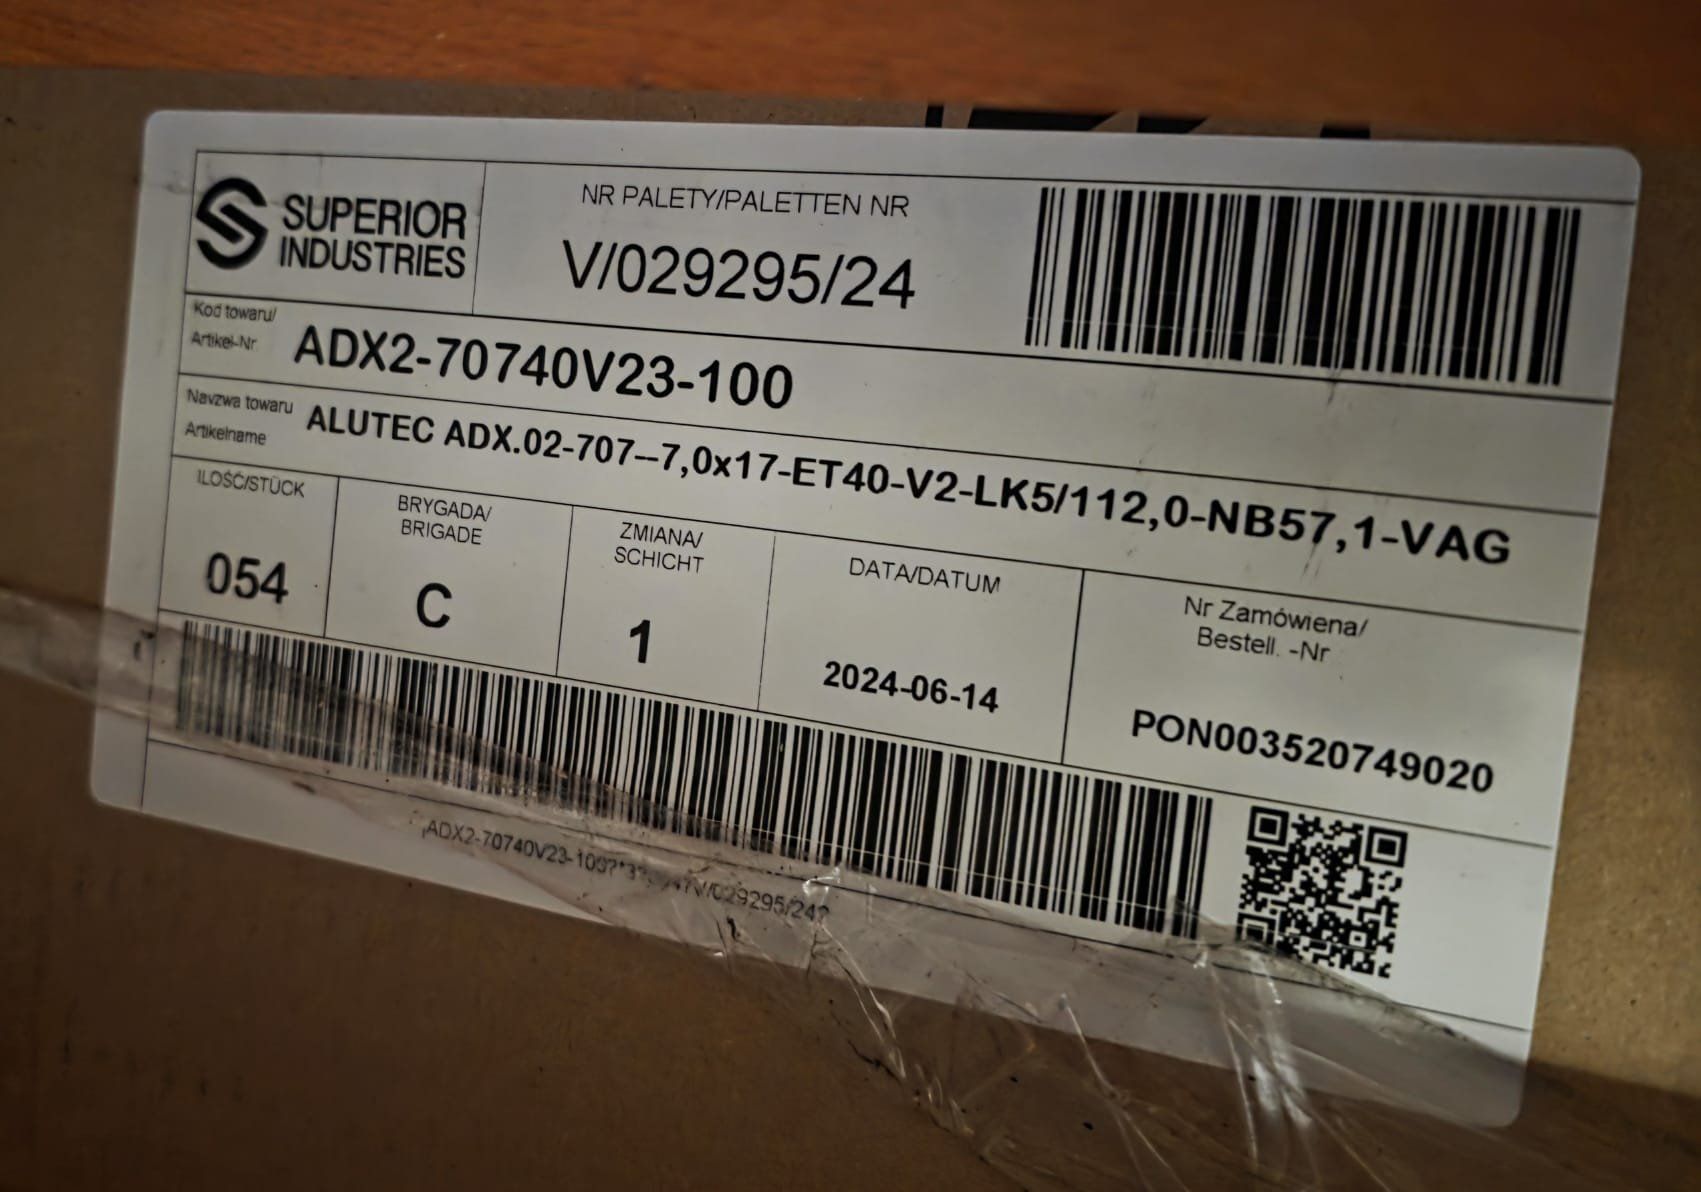 SUPERIOR
INDUSTRIES
NR PALETY/PALETTEN NR
V/029295/24
Kod towaru/
Artikel-Nr
ADX2-70740V23-100
Navzwa towaru
Artikelname
ALUTEC ADX.02-707--7,0x17-ET40-V2-LK5/112,0-NB57,1-VAG
ILOŚĆ/STÜCK
054
BRYGADA/
BRIGADE
C
ZMIANA/
SCHICHT
1
DATA/DATUM
2024-06-14
Nr Zamówiena/
Bestell. -Nr
PON003520749020